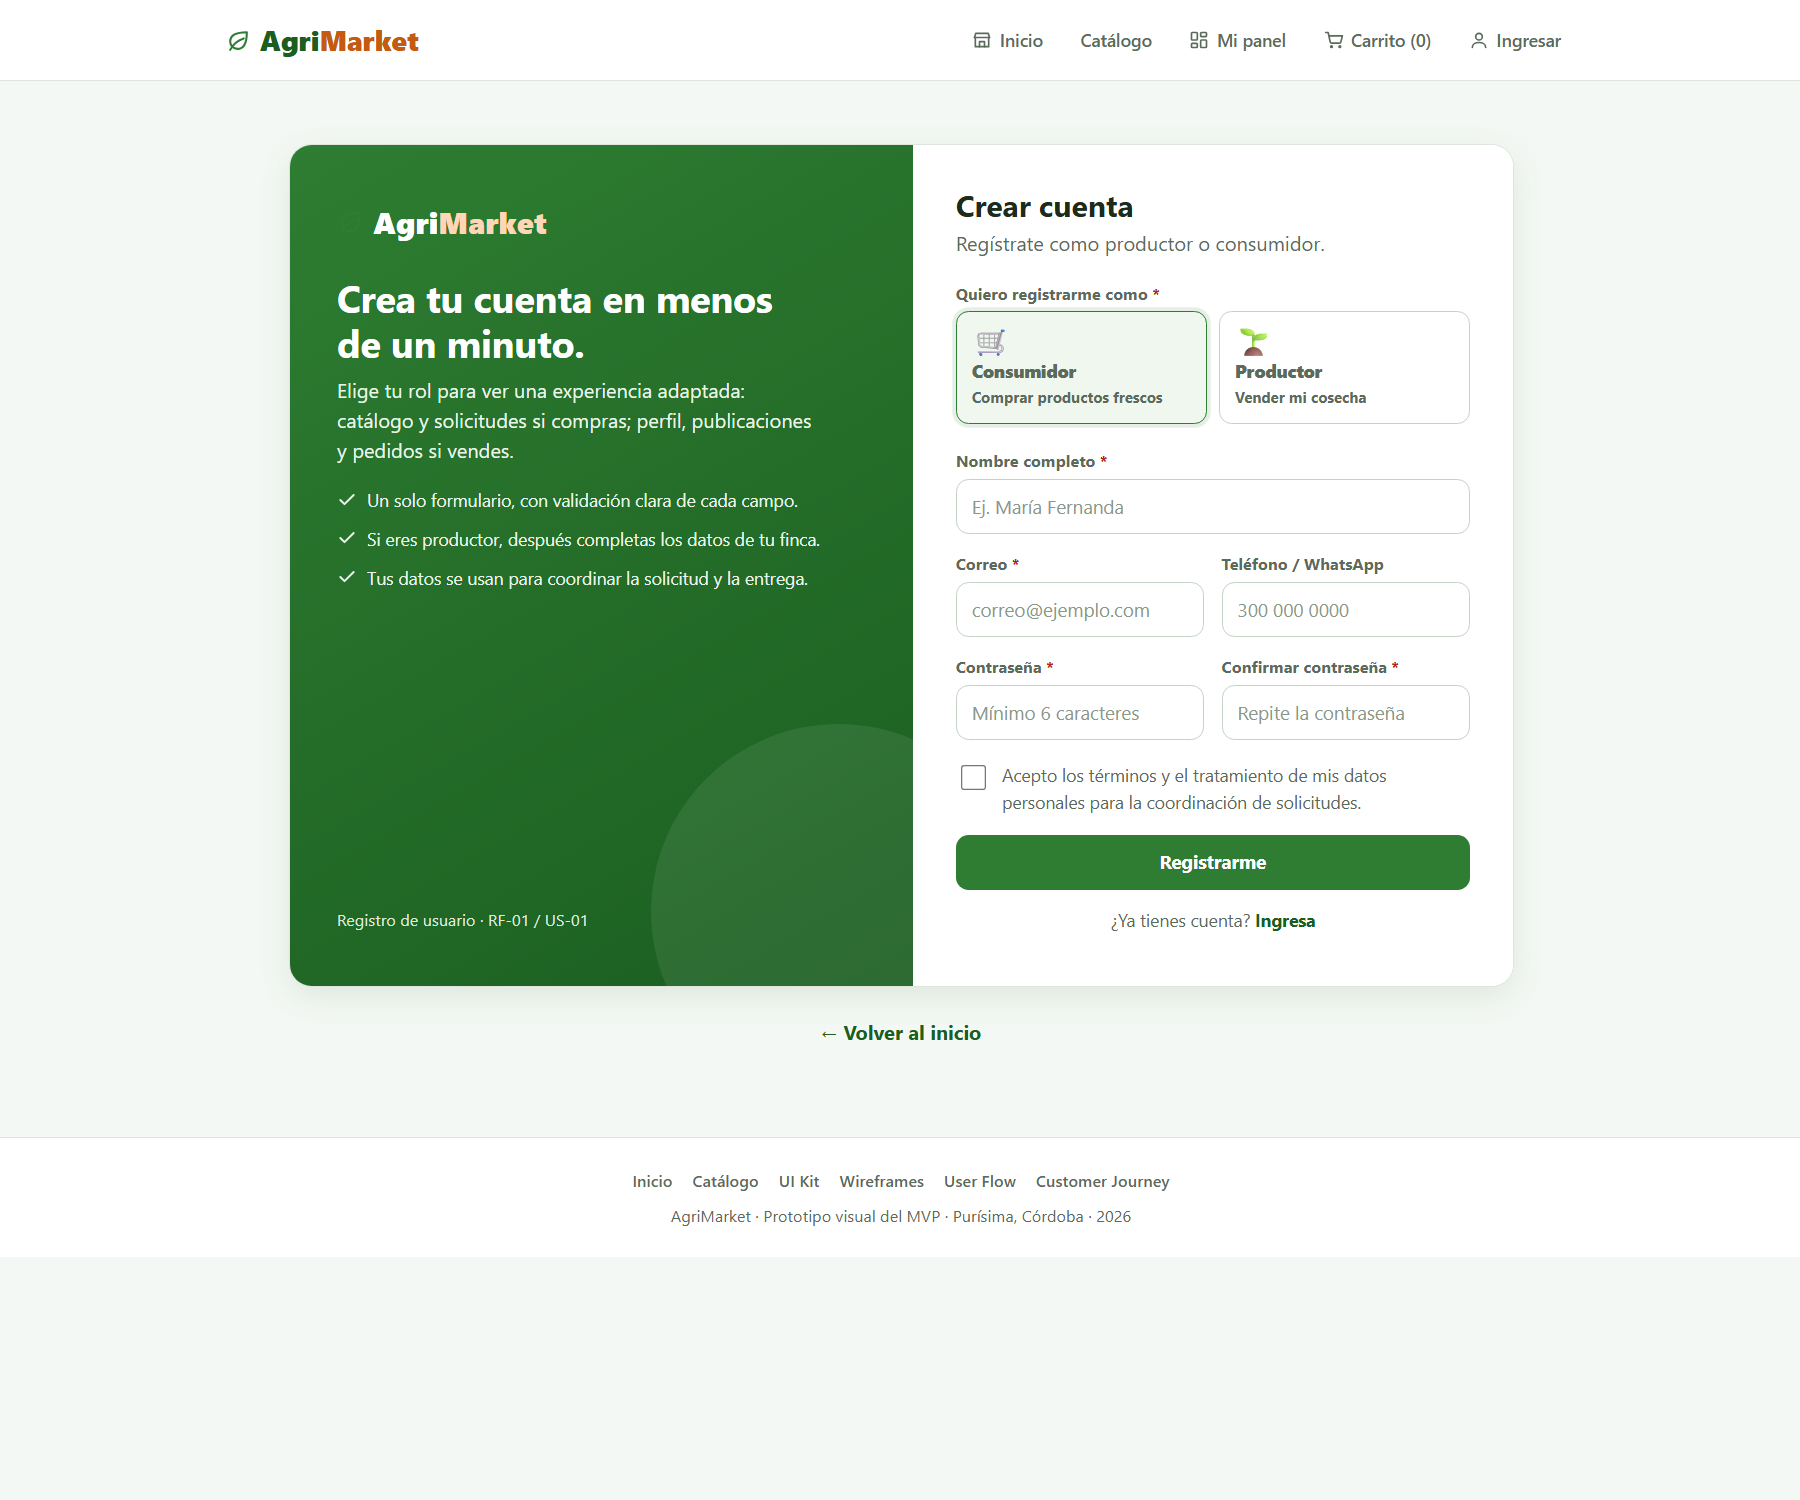 AgriMarket
Inicio
Catálogo
Mi panel
Carrito (0)
Ingresar
AgriMarket
Crea tu cuenta en menos
de un minuto.
Elige tu rol para ver una experiencia adaptada:
catálogo y solicitudes si compras; perfil, publicaciones
y pedidos si vendes.
Un solo formulario, con validación clara de cada campo.
Si eres productor, después completas los datos de tu finca.
Tus datos se usan para coordinar la solicitud y la entrega.
Registro de usuario · RF-01 / US-01
Crear cuenta
Regístrate como productor o consumidor.
Quiero registrarme como *
Consumidor
Comprar productos frescos
Productor
Vender mi cosecha
Nombre completo *
Ej. María Fernanda
Correo *
correo@ejemplo.com
Teléfono / WhatsApp
300 000 0000
Contraseña *
Mínimo 6 caracteres
Confirmar contraseña *
Repite la contraseña
Acepto los términos y el tratamiento de mis datos
personales para la coordinación de solicitudes.
Registrarme
¿Ya tienes cuenta? Ingresa
← Volver al inicio
Inicio Catálogo UI Kit Wireframes User Flow Customer Journey
AgriMarket · Prototipo visual del MVP · Purísima, Córdoba · 2026